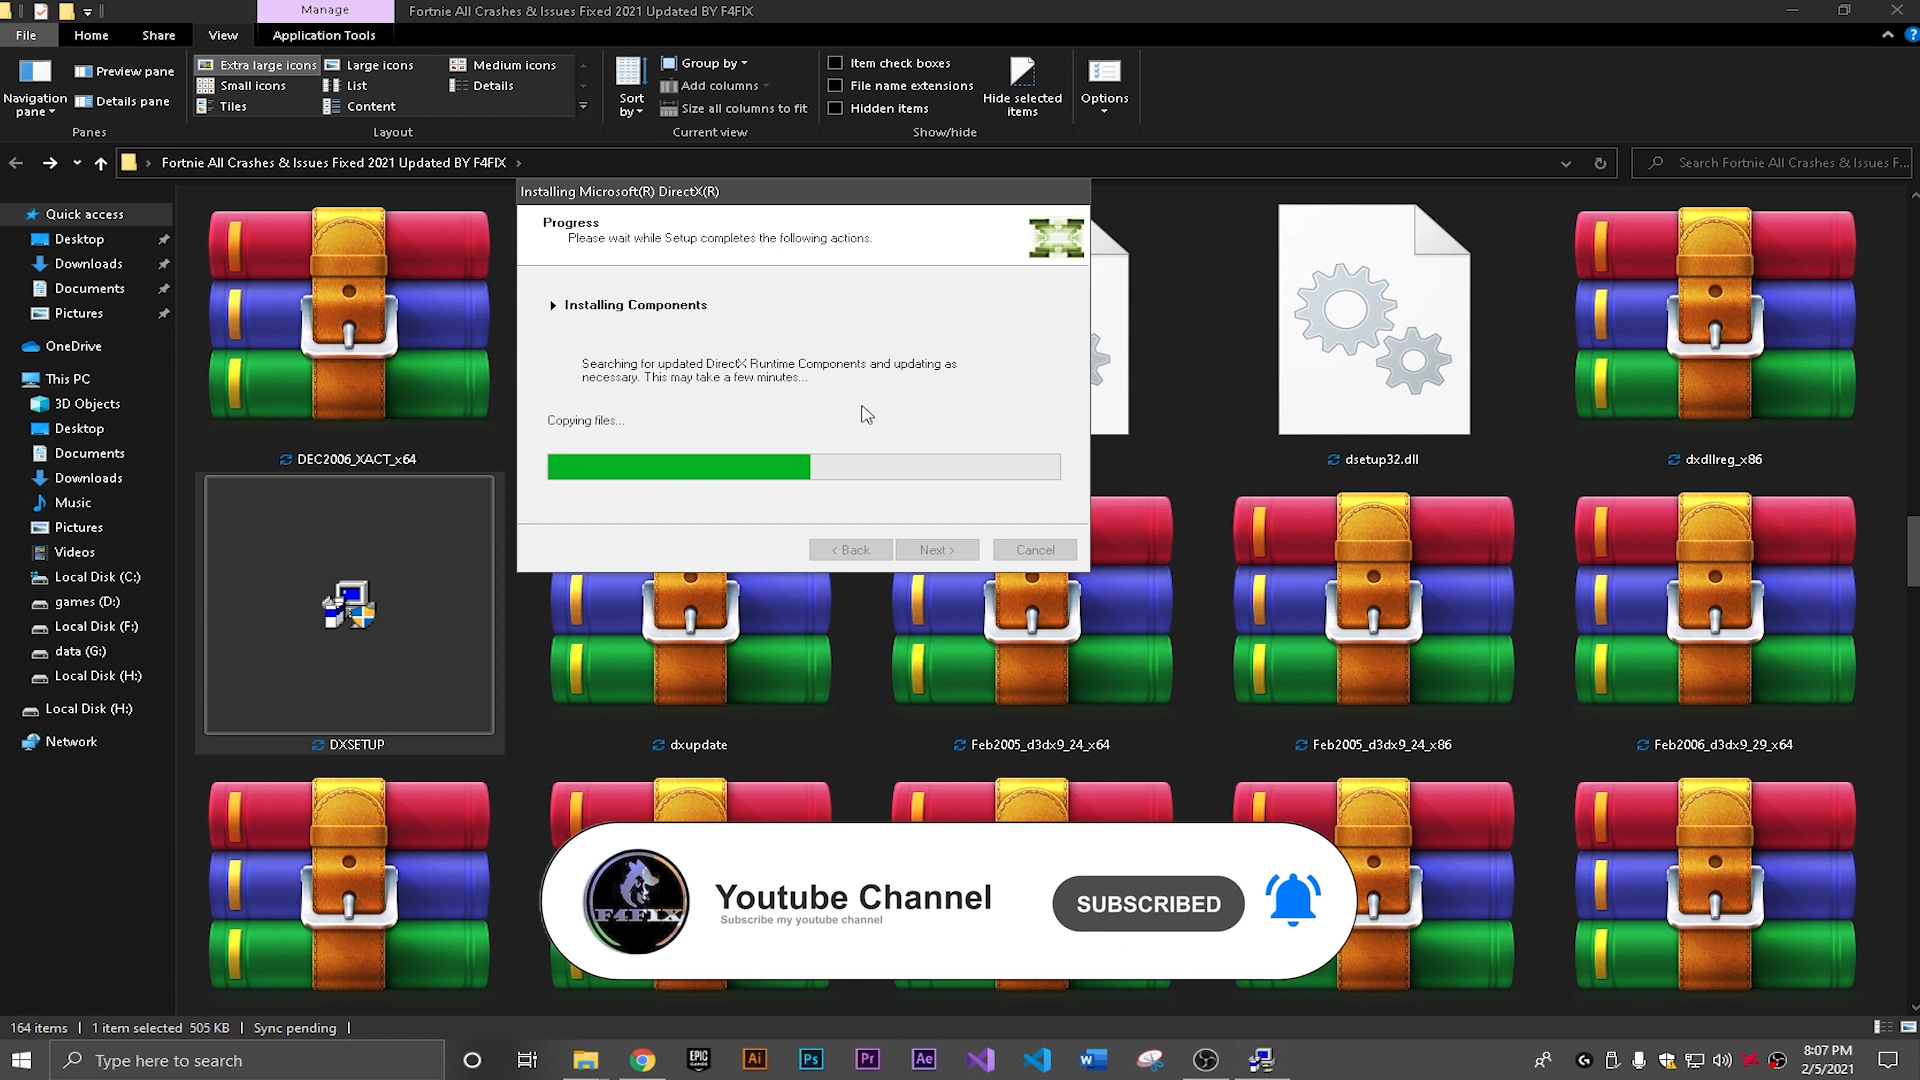 Manage
Fortnie All Crashes & Issues Fixed 2021 Updated BY F4FIX
File
Home
Share
View
Application Tools
Navigation
pane
Preview pane
Details pane
Panes
Extra large icons
Large icons
Medium icons
Small icons
List
Details
Tiles
Content
Layout
Sort
by
Group by
Add columns
Size all columns to fit
Current view
Item check boxes
File name extensions
Hidden items
Hide selected
items
Show/hide
Options
Fortnie All Crashes & Issues Fixed 2021 Updated BY F4FIX
Search Fortnie All Crashes & Issues F...
Quick access
Desktop
Downloads
Documents
Pictures
OneDrive
This PC
3D Objects
Desktop
Documents
Downloads
Music
Pictures
Videos
Local Disk (C:)
games (D:)
Local Disk (F:)
data (G:)
Local Disk (H:)
Local Disk (H:)
Network
Installing Microsoft(R) DirectX(R)
Progress
Please wait while Setup completes the following actions.
Installing Components
Searching for updated DirectX Runtime Components and updating as
necessary. This may take a few minutes...
Copying files...
< Back
Next >
Cancel
DEC2006_XACT_x64
dsetup32.dll
dxdllreg_x86
DXSETUP
dxupdate
Feb2005_d3dx9_24_x64
Feb2005_d3dx9_24_x86
Feb2006_d3dx9_29_x64
F4FIX
Youtube Channel
Subscribe my youtube channel
SUBSCRIBED
164 items
1 item selected 505 KB
Sync pending
Type here to search
EPIC
GAMES
Ai
Ps
Pr
Ae
8:07 PM
2/5/2021